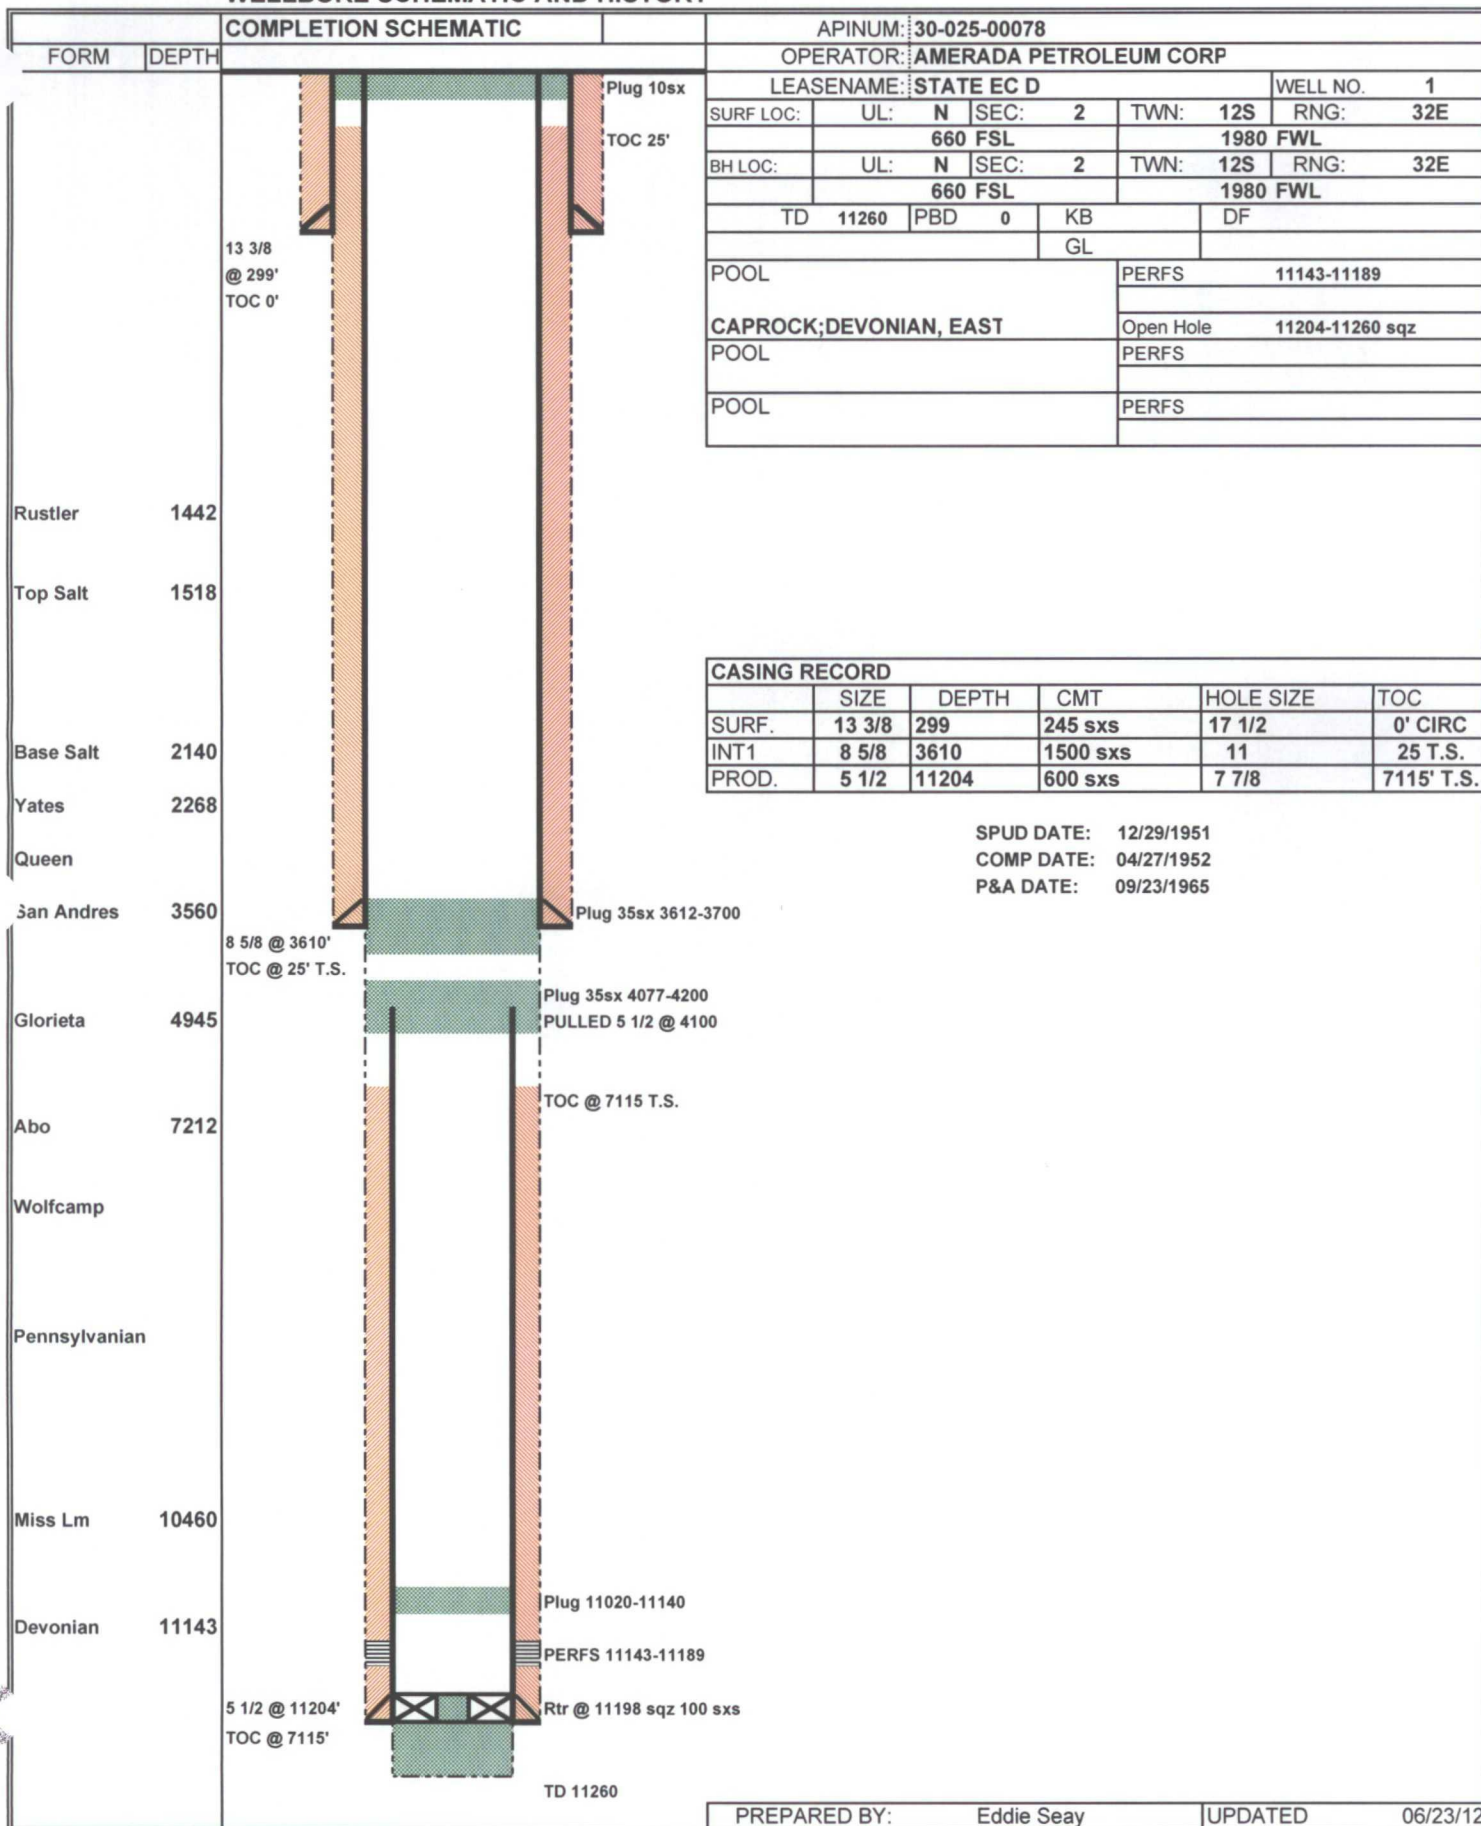 COMPLETION SCHEMATIC
FORM DEPTH
APINUM: 30-025-00078
OPERATOR: AMERADA PETROLEUM CORP
LEASENAME: STATE EC D WELL NO. 1
SURF LOC: UL: N SEC: 2 TWN: 12S RNG: 32E
660 FSL 1980 FWL
BH LOC: UL: N SEC: 2 TWN: 12S RNG: 32E
660 FSL 1980 FWL
TD 11260 PBD 0 KB DF
GL
POOL PERFS 11143-11189
CAPROCK;DEVONIAN, EAST Open Hole 11204-11260 sqz
POOL PERFS
POOL PERFS
Plug 10sx
TOC 25'
13 3/8
@ 299'
TOC 0'
Rustler 1442
Top Salt 1518
Base Salt 2140
Yates 2268
Queen
San Andres 3560
Glorieta 4945
Abo 7212
Wolfcamp
Pennsylvanian
Miss Lm 10460
Devonian 11143
CASING RECORD
SIZE DEPTH CMT HOLE SIZE TOC
SURF. 13 3/8 299 245 sxs 17 1/2 0' CIRC
INT1 8 5/8 3610 1500 sxs 11 25 T.S.
PROD. 5 1/2 11204 600 sxs 7 7/8 7115' T.S.
SPUD DATE: 12/29/1951
COMP DATE: 04/27/1952
P&A DATE: 09/23/1965
Plug 35sx 3612-3700
8 5/8 @ 3610'
TOC @ 25' T.S.
Plug 35sx 4077-4200
PULLED 5 1/2 @ 4100
TOC @ 7115 T.S.
Plug 11020-11140
PERFS 11143-11189
5 1/2 @ 11204'
TOC @ 7115'
Rtr @ 11198 sqz 100 sxs
TD 11260
PREPARED BY: Eddie Seay UPDATED 06/23/12